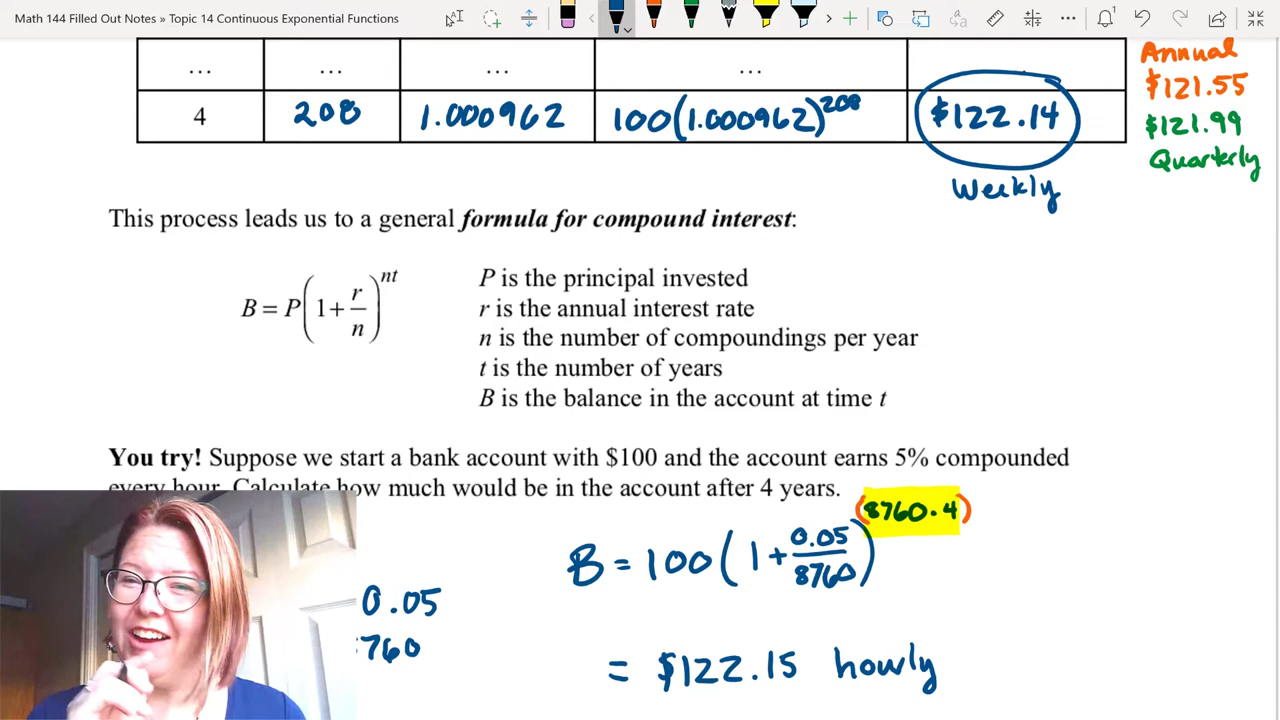 Math 144 Filled Out Notes » Topic 14 Continuous Exponential Functions
... ... ... ...
4 208 1.000962 100(1.000962)^208 $122.14
Weekly
Annual
$121.55
$121.99
Quarterly
This process leads us to a general formula for compound interest:
B = P(1 + r/n)^nt
P is the principal invested
r is the annual interest rate
n is the number of compoundings per year
t is the number of years
B is the balance in the account at time t
You try! Suppose we start a bank account with $100 and the account earns 5% compounded
every hour. Calculate how much would be in the account after 4 years.
B = 100(1 + 0.05/8760)^(8760·4)
0.05
760
= $122.15 hourly